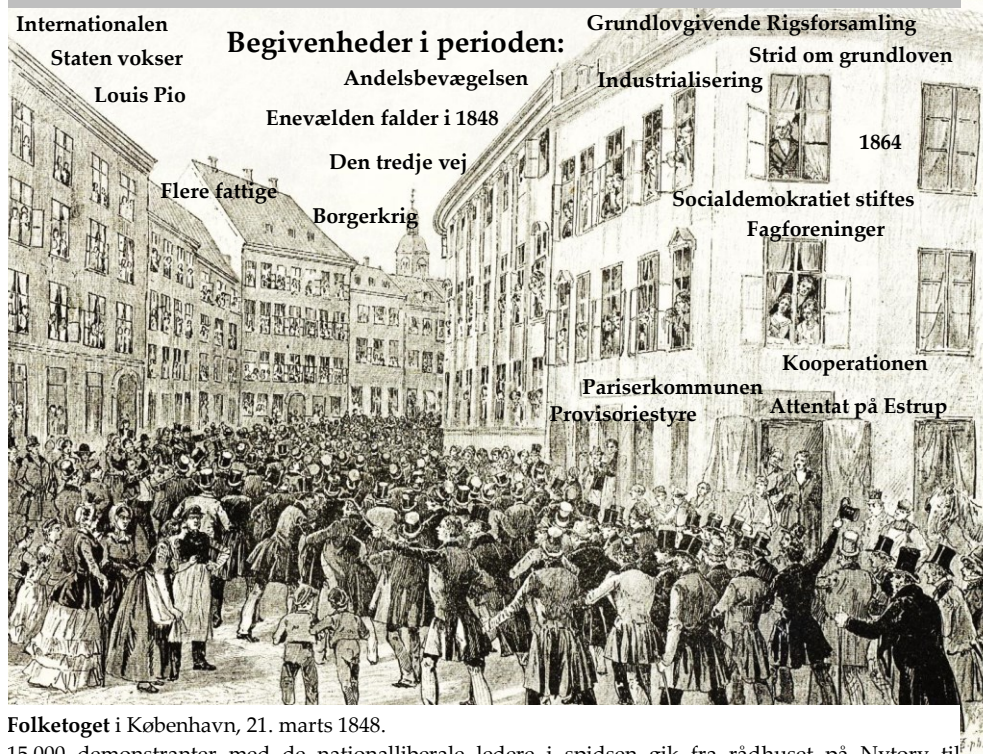 Internationalen
Grundlovgivende Rigsforsamling
Begivenheder i perioden:
Staten vokser
Strid om grundloven
Andelsbevægelsen
Industrialisering
Louis Pio
Enevælden falder i 1848
1864
Den tredje vej
Flere fattige
Socialdemokratiet stiftes
Borgerkrig
Fagforeninger
Kooperationen
Pariserkommunen
Provisoriestyre
Attentat på Estrup
Folketoget i København, 21. marts 1848.
15.000 demonstranter med de nationalliberale ledere i spidsen gik fra rådhuset på Nytorv til